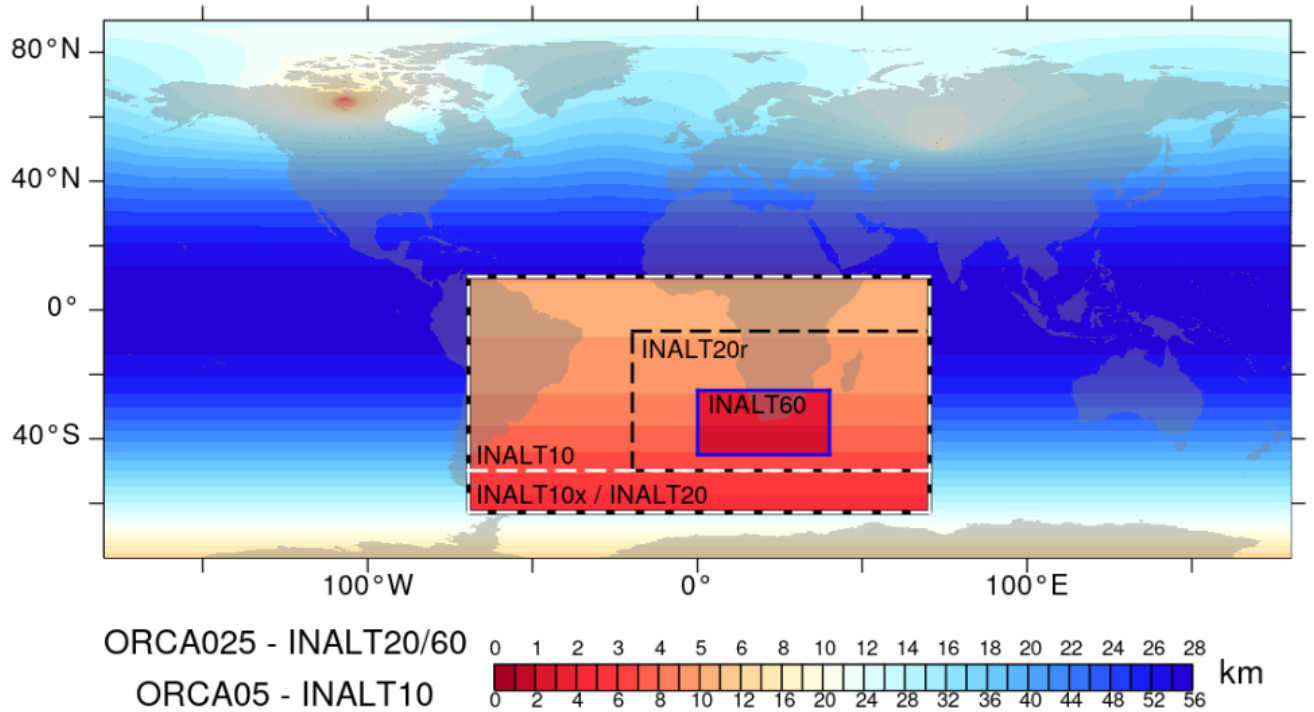 80°N
40°N
0°
INALT20r
INALT60
40°S
INALT10
INALT10x / INALT20
100°W 0° 100°E
ORCA025 - INALT20/60 0 1 2 3 4 5 6 8 10 12 14 16 18 20 22 24 26 28
km
ORCA05 - INALT10 0 2 4 6 8 10 12 16 20 24 28 32 36 40 44 48 52 56